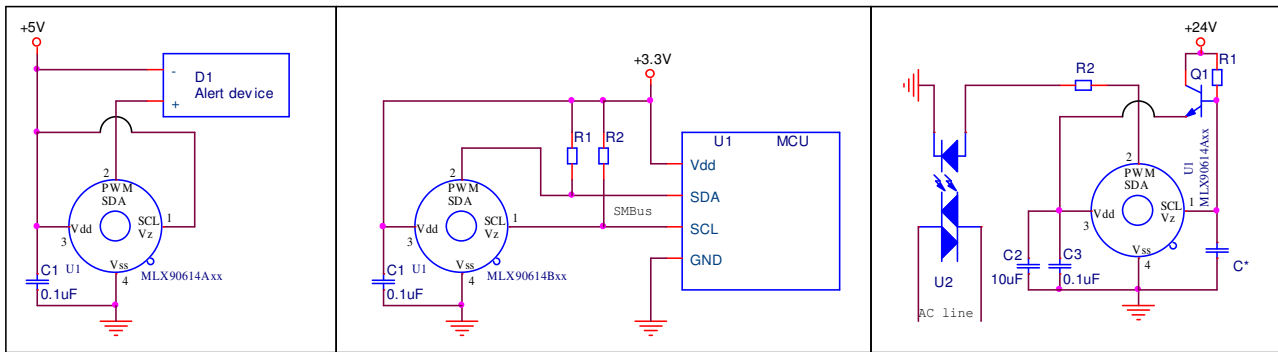 +5V
-
D1
Alert device
+
2
PWM
SDA
SCL
1
Vz
Vdd
3
Vss
4
C1
U1
MLX90614Axx
0.1uF
+3.3V
R1
R2
U1
MCU
Vdd
SDA
SCL
GND
SMBus
2
PWM
SDA
SCL
1
Vz
Vdd
3
Vss
4
C1
U1
MLX90614Bxx
0.1uF
+24V
R1
Q1
R2
U1
MLX90614Axx
2
PWM
SDA
SCL
1
Vz
Vdd
3
Vss
4
C2
10uF
C3
0.1uF
C*
U2
AC line